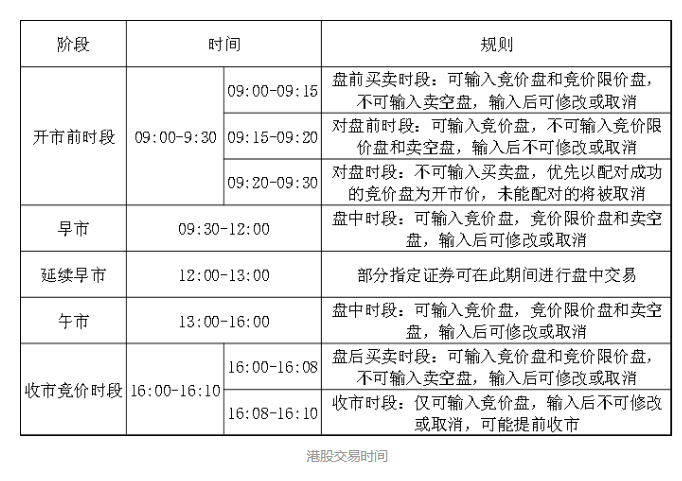 阶段 时间 规则
开市前时段 09:00-9:30 09:00-09:15 盘前买卖时段：可输入竞价盘和竞价限价盘，
不可输入卖空盘，输入后可修改或取消
09:15-09:20 对盘前时段：可输入竞价盘，不可输入竞价限
价盘和卖空盘，输入后不可修改或取消
09:20-09:30 对盘时段：不可输入买卖盘，优先以配对成功
的竞价盘为开市价，未能配对的将被取消
早市 09:30-12:00 盘中时段：可输入竞价盘，竞价限价盘和卖空
盘，输入后可修改或取消
延续早市 12:00-13:00 部分指定证券可在此期间进行盘中交易
午市 13:00-16:00 盘中时段：可输入竞价盘，竞价限价盘和卖空
盘，输入后可修改或取消
收市竞价时段 16:00-16:10 16:00-16:08 盘后买卖时段：可输入竞价盘和竞价限价盘，
不可输入卖空盘，输入后可修改或取消
16:08-16:10 收市时段：仅可输入竞价盘，输入后不可修改
或取消，可能提前收市
港股交易时间